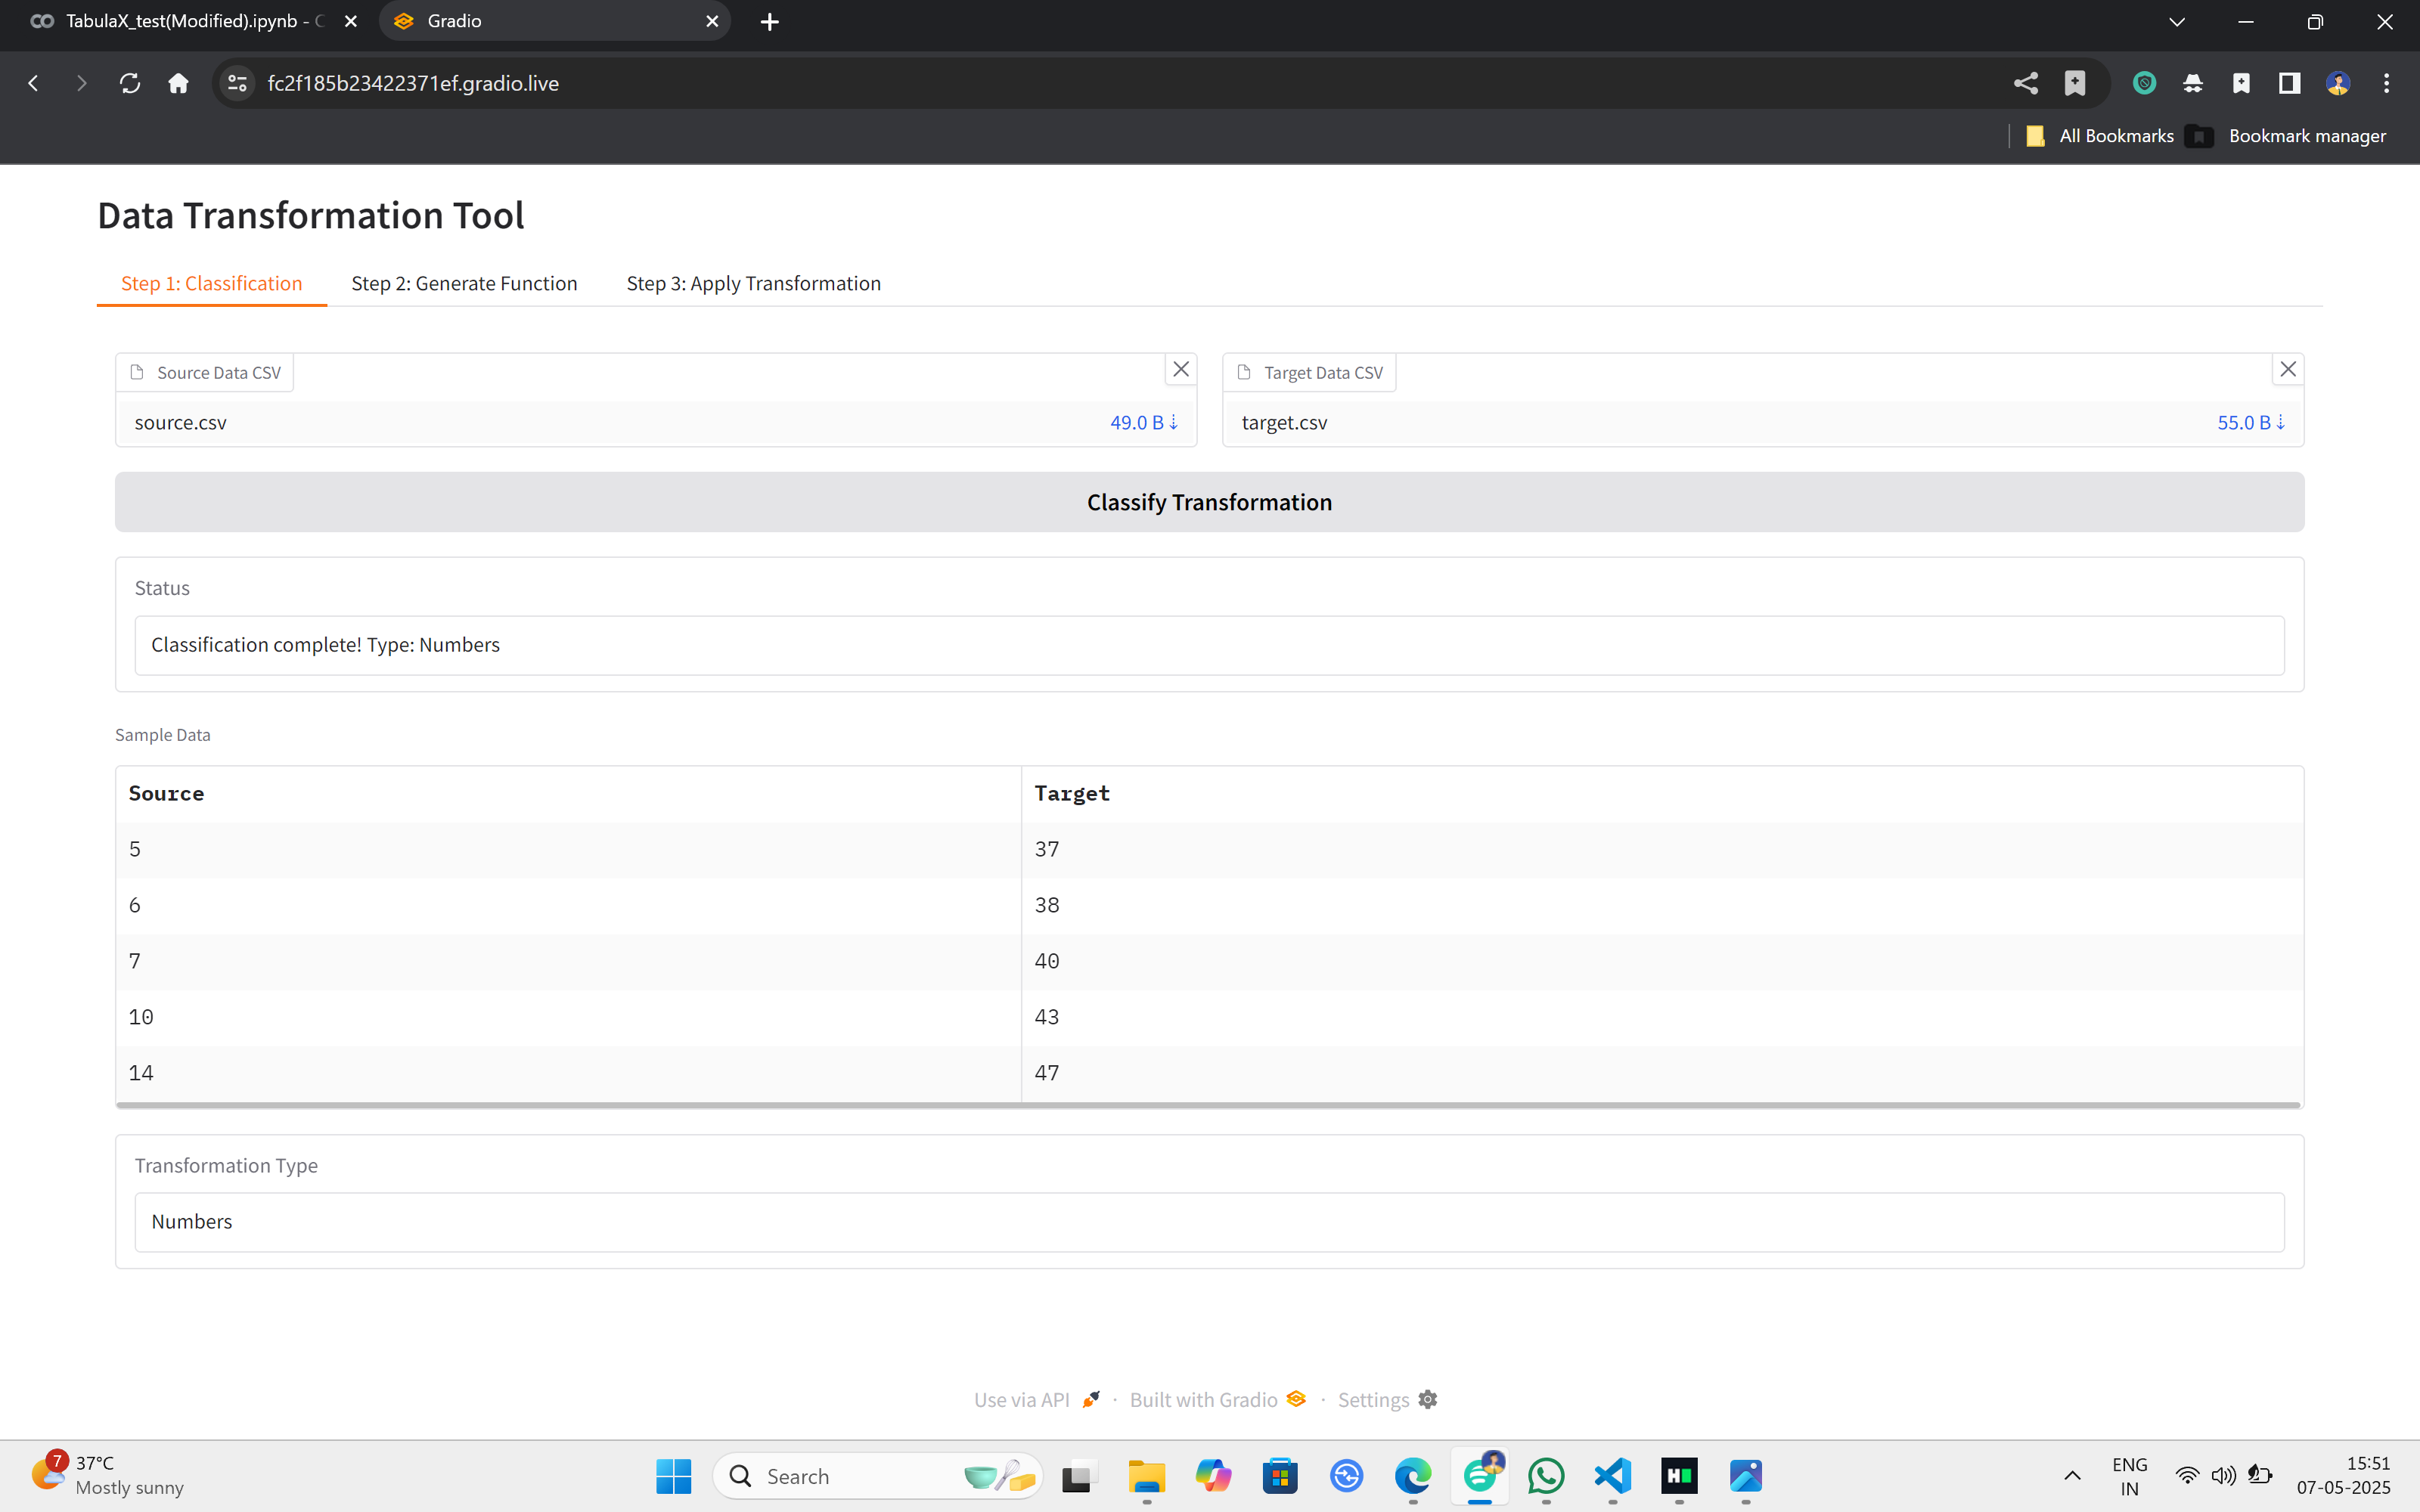 TabulaX_test(Modified).ipynb - C
Gradio
fc2f185b23422371ef.gradio.live
All Bookmarks
Bookmark manager
Data Transformation Tool
Step 1: Classification
Step 2: Generate Function
Step 3: Apply Transformation
Source Data CSV
Target Data CSV
source.csv 49.0 B ⇣
target.csv 55.0 B ⇣
Classify Transformation
Status
Classification complete! Type: Numbers
Sample Data
Source Target
5 37
6 38
7 40
10 43
14 47
Transformation Type
Numbers
Use via API · Built with Gradio · Settings
7
37°C
Mostly sunny
Search
ENG
IN
15:51
07-05-2025